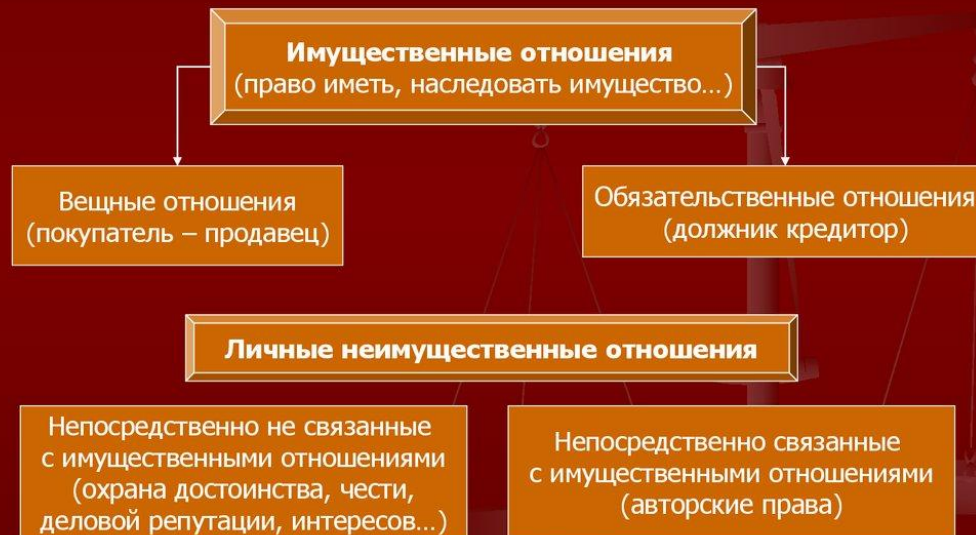 Имущественные отношения
(право иметь, наследовать имущество...)
Вещные отношения
(покупатель – продавец)
Обязательственные отношения
(должник кредитор)
Личные неимущественные отношения
Непосредственно не связанные
с имущественными отношениями
(охрана достоинства, чести,
деловой репутации, интересов...)
Непосредственно связанные
с имущественными отношениями
(авторские права)